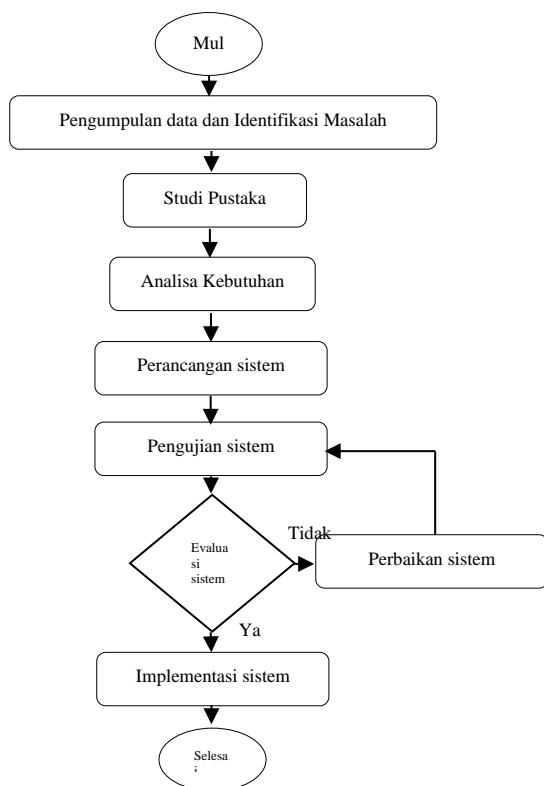 Mul
Pengumpulan data dan Identifikasi Masalah
Studi Pustaka
Analisa Kebutuhan
Perancangan sistem
Pengujian sistem
Tidak
Evalua
si
sistem
Perbaikan sistem
Ya
Implementasi sistem
Selesa
i